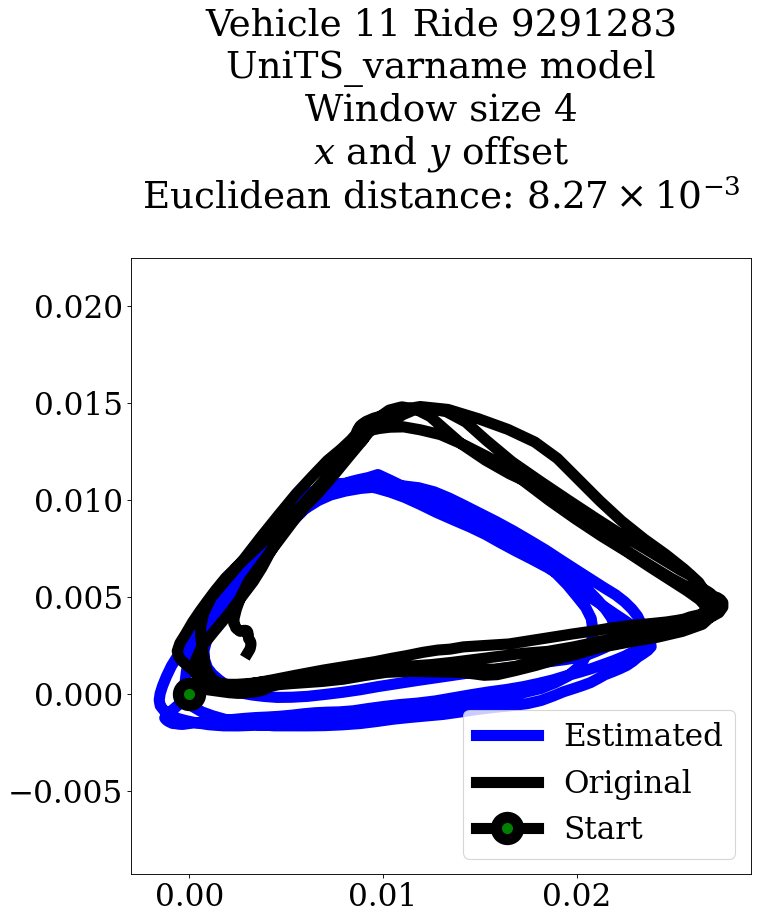 Vehicle 11 Ride 9291283
UniTS_varname model
Window size 4
x and y offset
Euclidean distance: 8.27 × 10⁻³
0.020
0.015
0.010
0.005
0.000
−0.005
0.00 0.01 0.02
Estimated
Original
Start